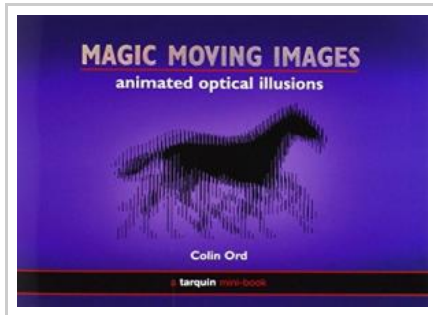 MAGIC MOVING IMAGES
animated optical illusions
Colin Ord
a tarquin mini-book